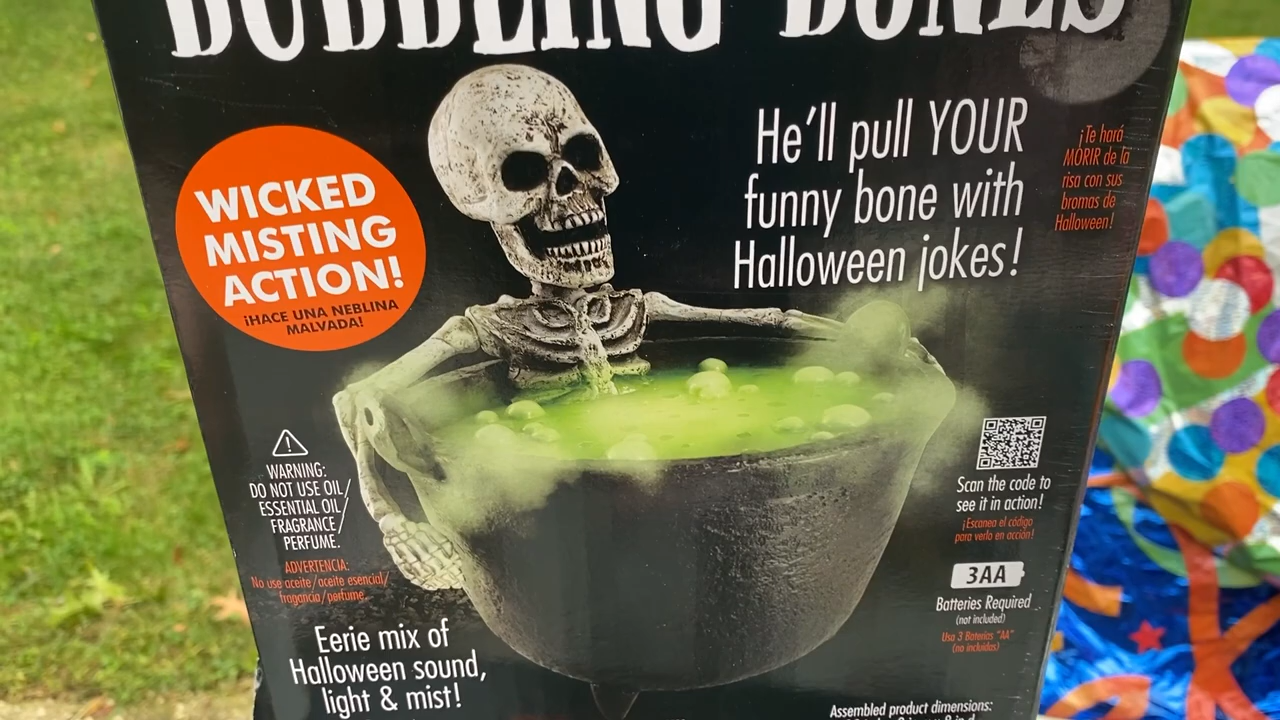 BUBBLING BONES
WICKED
MISTING
ACTION!
¡HACE UNA NEBLINA
MALVADA!
He'll pull YOUR
funny bone with
Halloween jokes!
¡Te hará
MORIR de la
risa con sus
bromas de
Halloween!
WARNING:
DO NOT USE OIL/
ESSENTIAL OIL/
FRAGRANCE/
PERFUME.
ADVERTENCIA:
No use aceite/aceite esencial/
fragancia/perfume.
Scan the code to
see it in action!
¡Escanea el código
para verlo en acción!
3AA
Batteries Required
(not included)
Usa 3 Baterías "AA"
(no incluidas)
Eerie mix of
Halloween sound,
light & mist!
Assembled product dimensions: